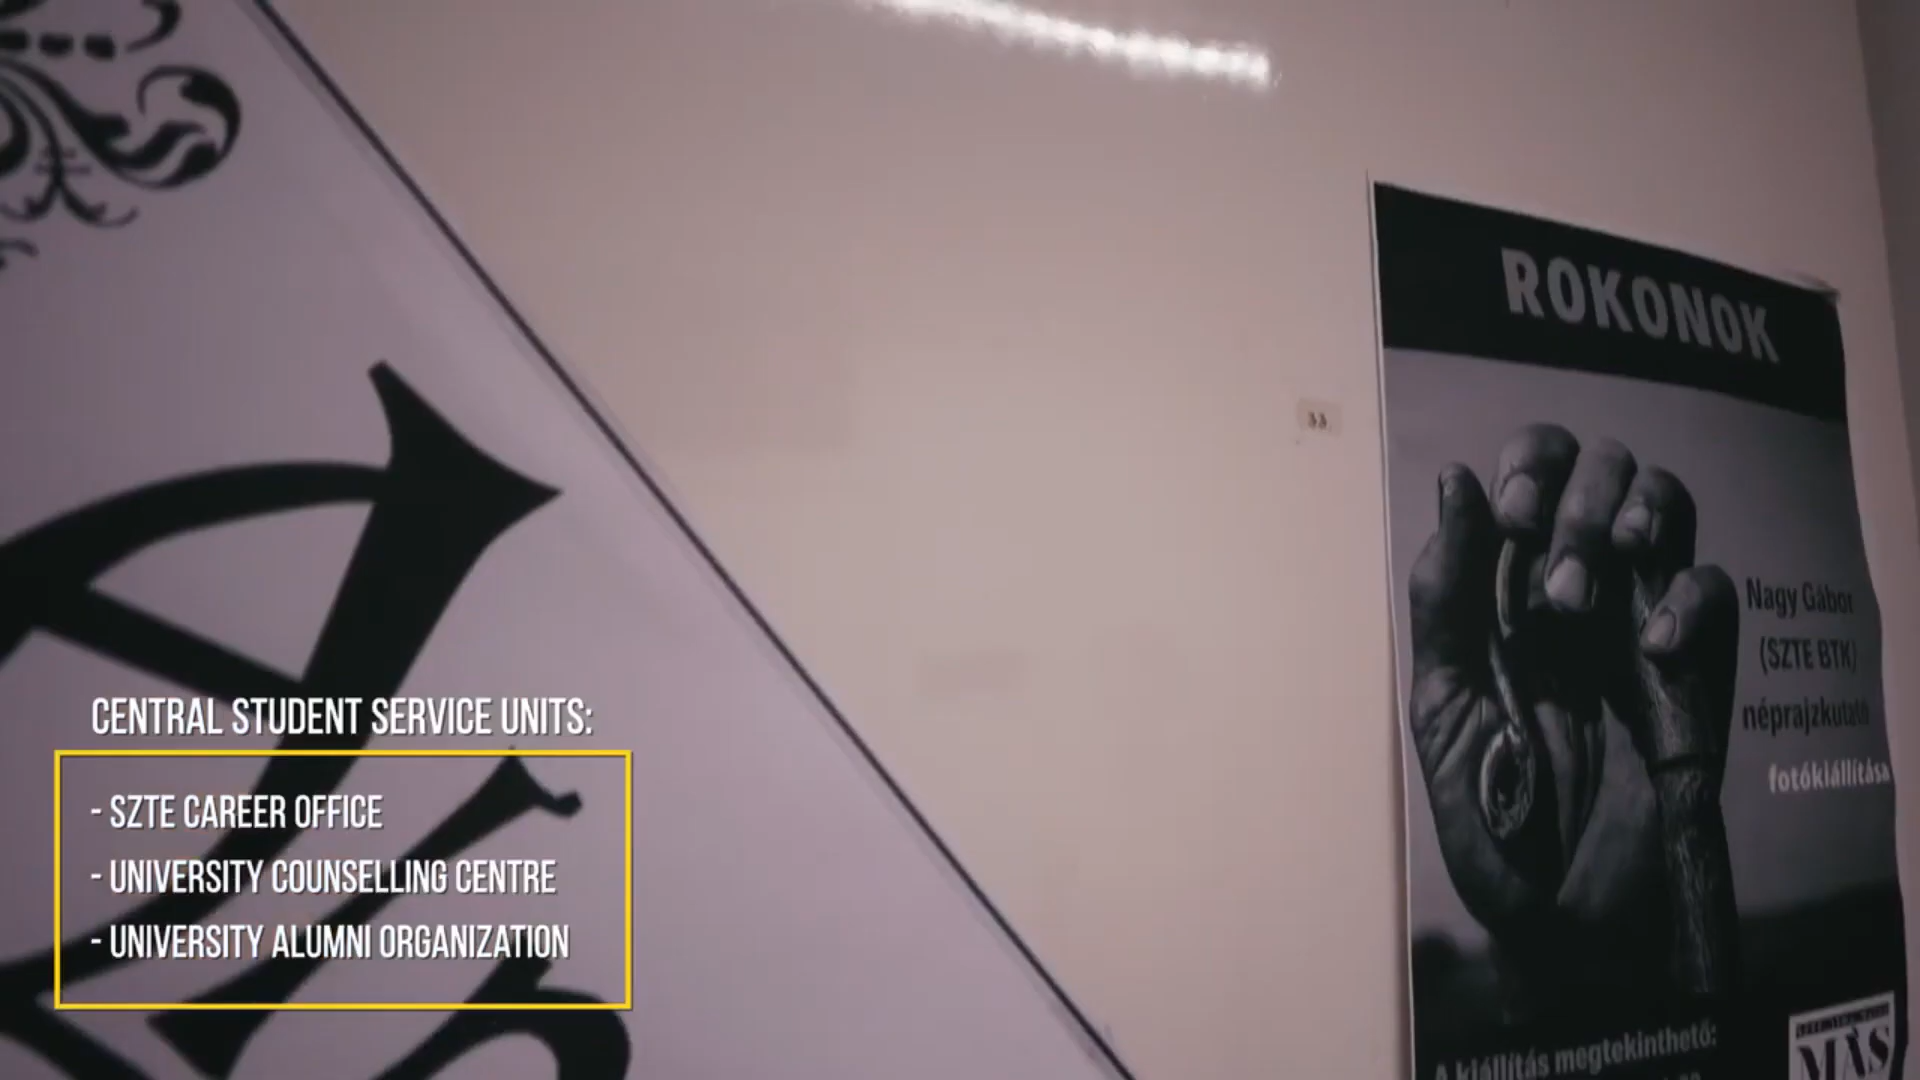 CENTRAL STUDENT SERVICE UNITS:
- SZTE CAREER OFFICE
- UNIVERSITY COUNSELLING CENTRE
- UNIVERSITY ALUMNI ORGANIZATION
33.
ROKONOK
Nagy Gábor
(SZTE BTK)
néprajzkutató
fotókiállítása
A kiállítás megtekinthető:
MÁS